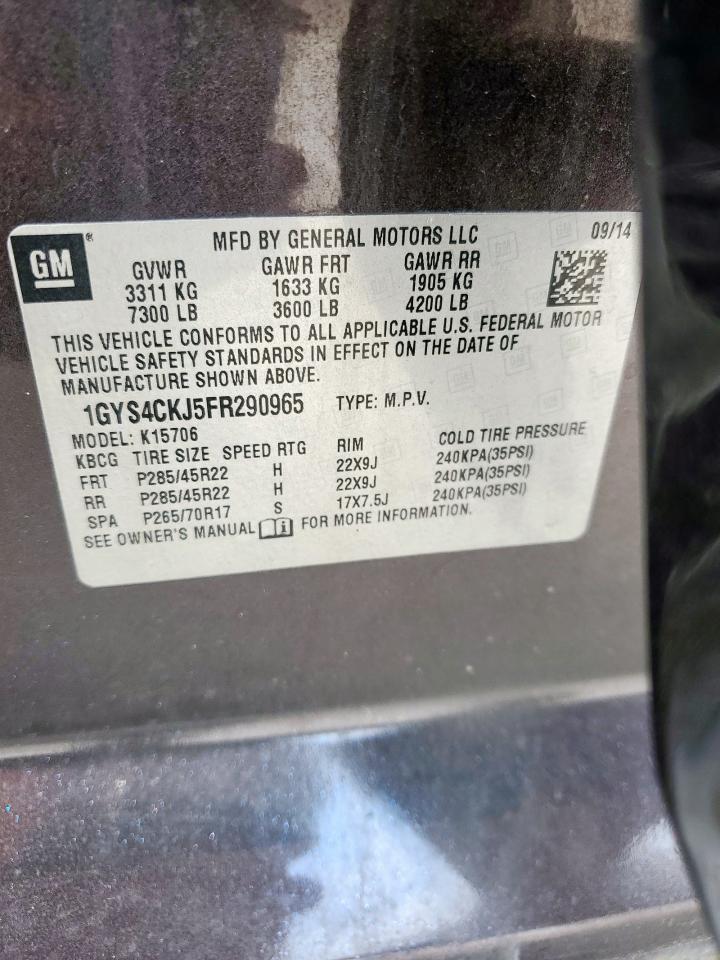 GM ® MFD BY GENERAL MOTORS LLC 09/14
GVWR GAWR FRT GAWR RR
3311 KG 1633 KG 1905 KG
7300 LB 3600 LB 4200 LB
THIS VEHICLE CONFORMS TO ALL APPLICABLE U.S. FEDERAL MOTOR
VEHICLE SAFETY STANDARDS IN EFFECT ON THE DATE OF
MANUFACTURE SHOWN ABOVE.
1GYS4CKJ5FR290965 TYPE: M.P.V.
MODEL: K15706
KBCG TIRE SIZE SPEED RTG RIM COLD TIRE PRESSURE
FRT P285/45R22 H 22X9J 240KPA(35PSI)
RR P285/45R22 H 22X9J 240KPA(35PSI)
SPA P265/70R17 S 17X7.5J 240KPA(35PSI)
SEE OWNER'S MANUAL i FOR MORE INFORMATION.